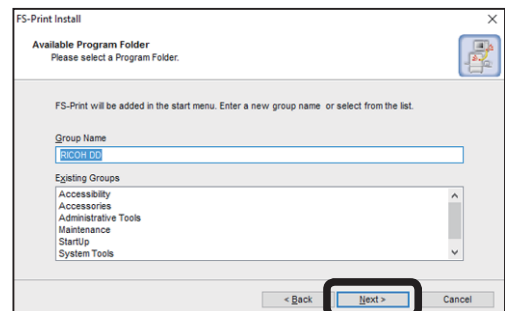 FS-Print Install
Available Program Folder
Please select a Program Folder.
FS-Print will be added in the start menu. Enter a new group name or select from the list.
Group Name
RICOH DD
Existing Groups
Accessibility
Accessories
Administrative Tools
Maintenance
StartUp
System Tools
< Back Next > Cancel